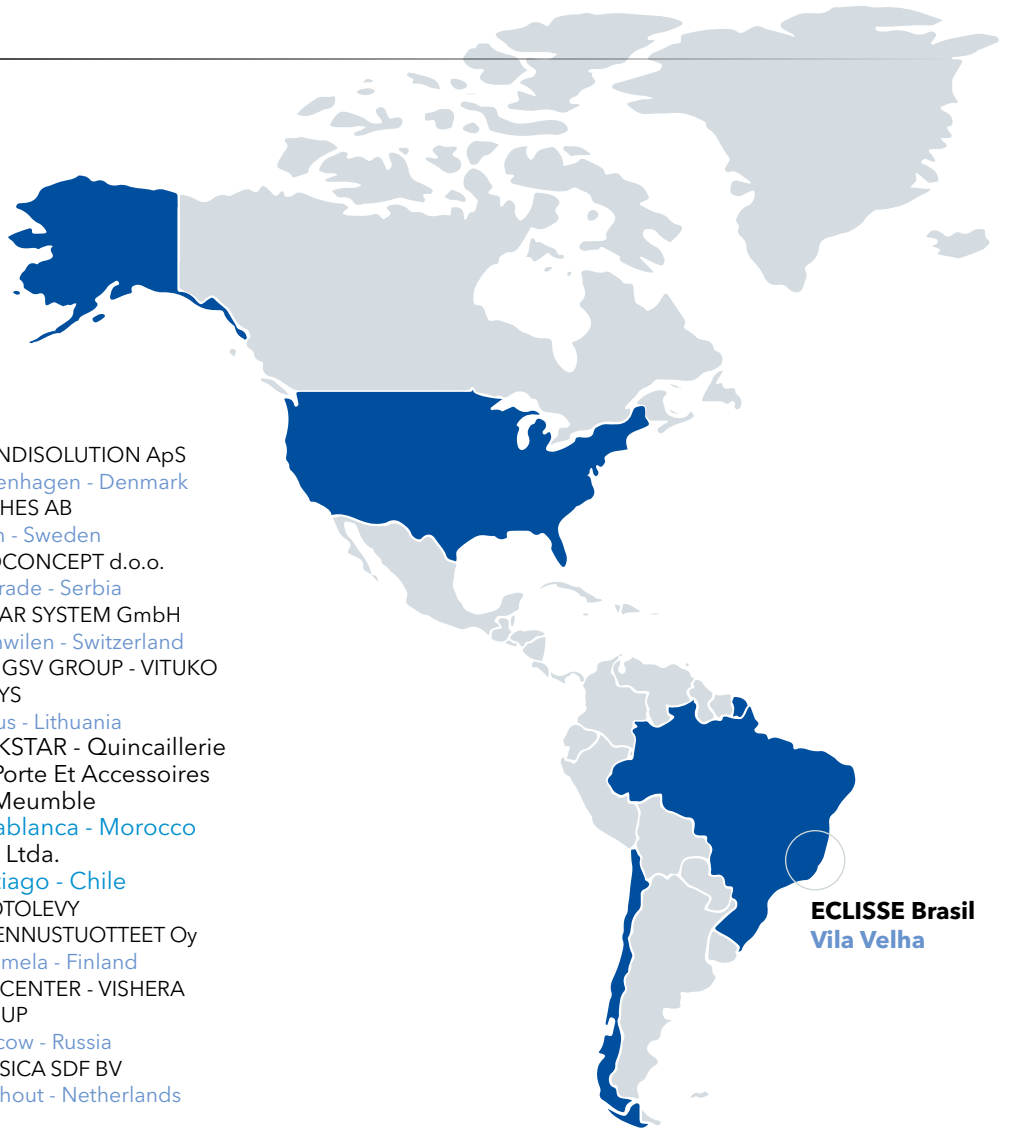 NDISOLUTION ApS
enhagen - Denmark
HES AB
n - Sweden
CONCEPT d.o.o.
rade - Serbia
AR SYSTEM GmbH
wilen - Switzerland
GSV GROUP - VITUKO
YS
us - Lithuania
KSTAR - Quincaillerie
Porte Et Accessoires
Meumble
ablanca - Morocco
Ltda.
tiago - Chile
OTOLEVY
ENNUSTUOTTEET Oy
mela - Finland
CENTER - VISHERA
UP
cow - Russia
SICA SDF BV
hout - Netherlands
ECLISSE Brasil
Vila Velha